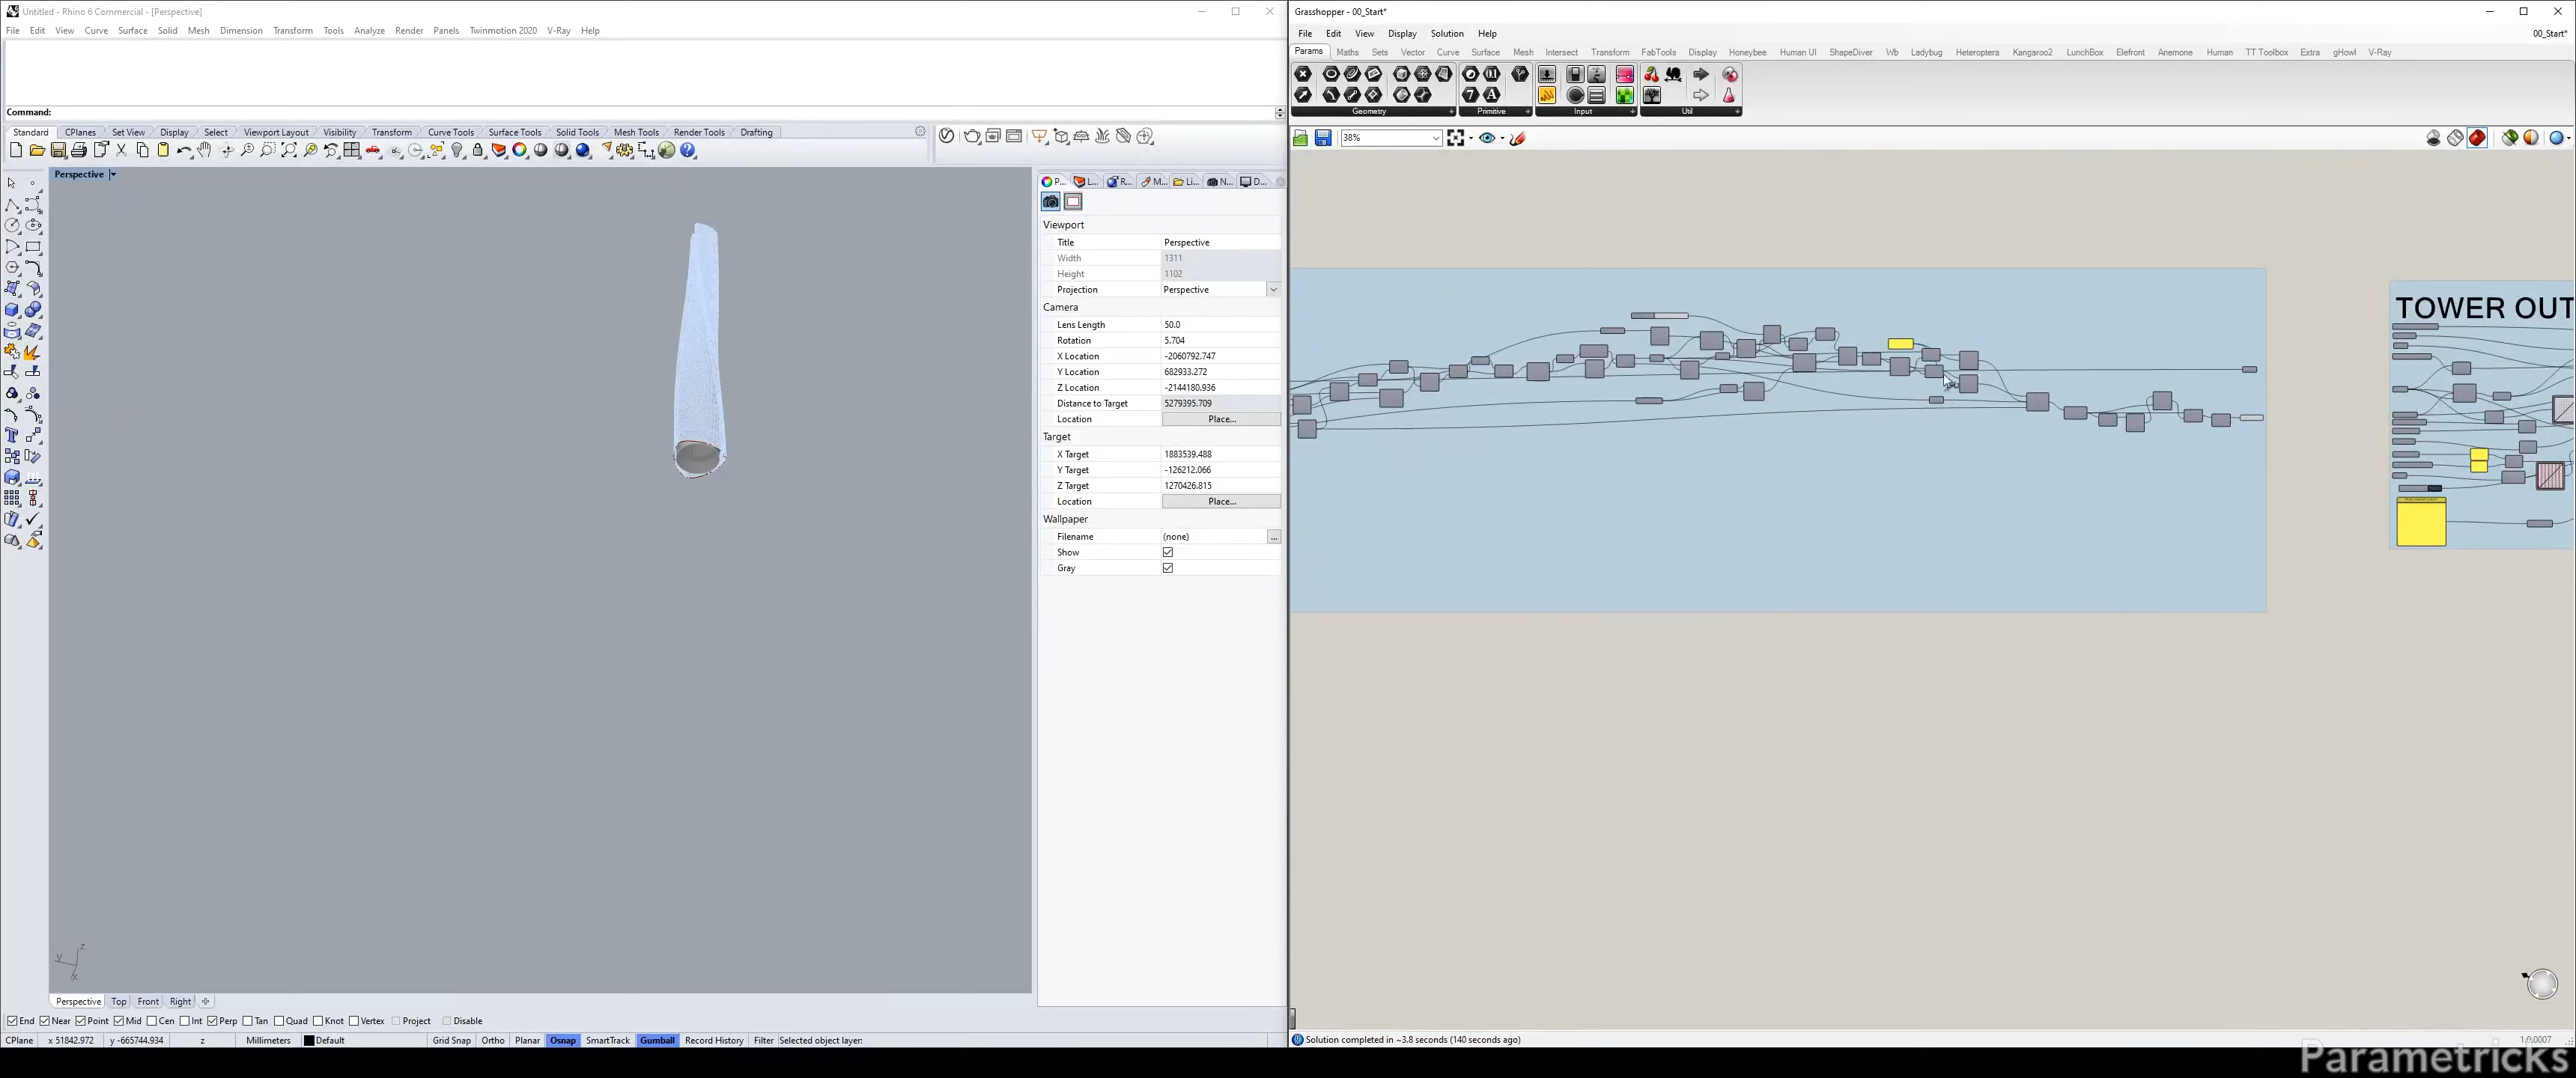 Untitled - Rhino 6 Commercial - [Perspective]
File Edit View Curve Surface Solid Mesh Dimension Transform Tools Analyze Render Panels Twinmotion 2020 V-Ray Help
Command:
Standard CPlanes Set View Display Select Viewport Layout Visibility Transform Curve Tools Surface Tools Solid Tools Mesh Tools Render Tools Drafting
Perspective
P... L... R... M... Li... N... D...
Viewport
Title Perspective
Width 1311
Height 1102
Projection Perspective
Camera
Lens Length 50.0
Rotation 5.704
X Location -2060792.747
Y Location 682933.272
Z Location -2144180.936
Distance to Target 5279395.709
Location Place...
Target
X Target 1883539.488
Y Target -126212.066
Z Target 1270426.815
Location Place...
Wallpaper
Filename (none) ...
Show
Gray
z
y
x
Perspective Top Front Right
End Near Point Mid Cen Int Perp Tan Quad Knot Vertex Project Disable
CPlane x 51842.972 y -665744.934 z Millimeters Default Grid Snap Ortho Planar Osnap SmartTrack Gumball Record History Filter Selected object layer:
Grasshopper - 00_Start*
File Edit View Display Solution Help 00_Start*
Params Maths Sets Vector Curve Surface Mesh Intersect Transform FabTools Display Honeybee Human UI ShapeDiver Wb Ladybug Heteroptera Kangaroo2 LunchBox Elefront Anemone Human TT Toolbox Extra gHowl V-Ray
Geometry Primitive Input Util
38%
TOWER OUT
Solution completed in ~3.8 seconds (140 seconds ago)
1.0.0007
Parametricks